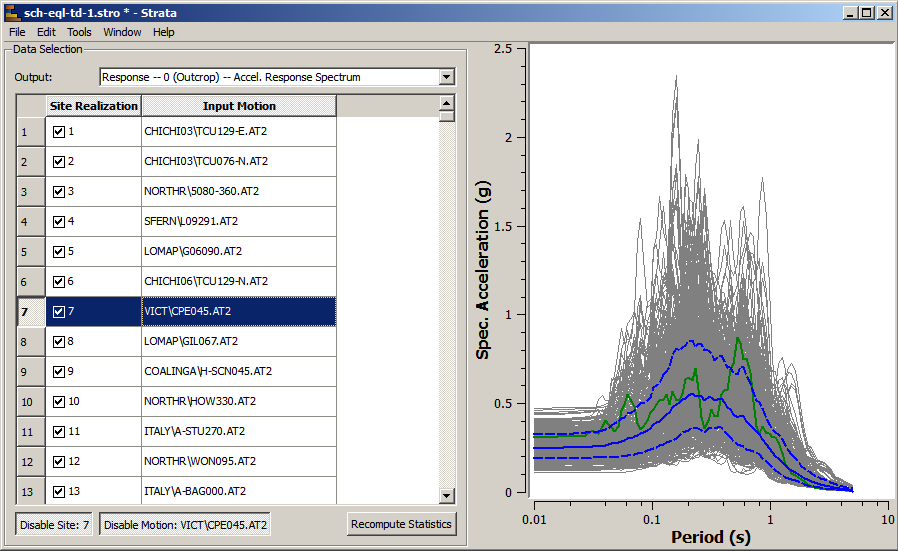 sch-eql-td-1.stro * - Strata
File Edit Tools Window Help
Data Selection
Output: Response -- 0 (Outcrop) -- Accel. Response Spectrum
Site Realization Input Motion
1 1 CHICHI03\TCU129-E.AT2
2 2 CHICHI03\TCU076-N.AT2
3 3 NORTHR\5080-360.AT2
4 4 SFERN\L09291.AT2
5 5 LOMAP\G06090.AT2
6 6 CHICHI06\TCU129-N.AT2
7 7 VICT\CPE045.AT2
8 8 LOMAP\GIL067.AT2
9 9 COALINGA\H-SCN045.AT2
10 10 NORTHR\HOW330.AT2
11 11 ITALY\A-STU270.AT2
12 12 NORTHR\WON095.AT2
13 13 ITALY\A-BAG000.AT2
Disable Site: 7 Disable Motion: VICT\CPE045.AT2 Recompute Statistics
Spec. Acceleration (g)
2.5
2
1.5
1
0.5
0
0.01 0.1 1 10
Period (s)